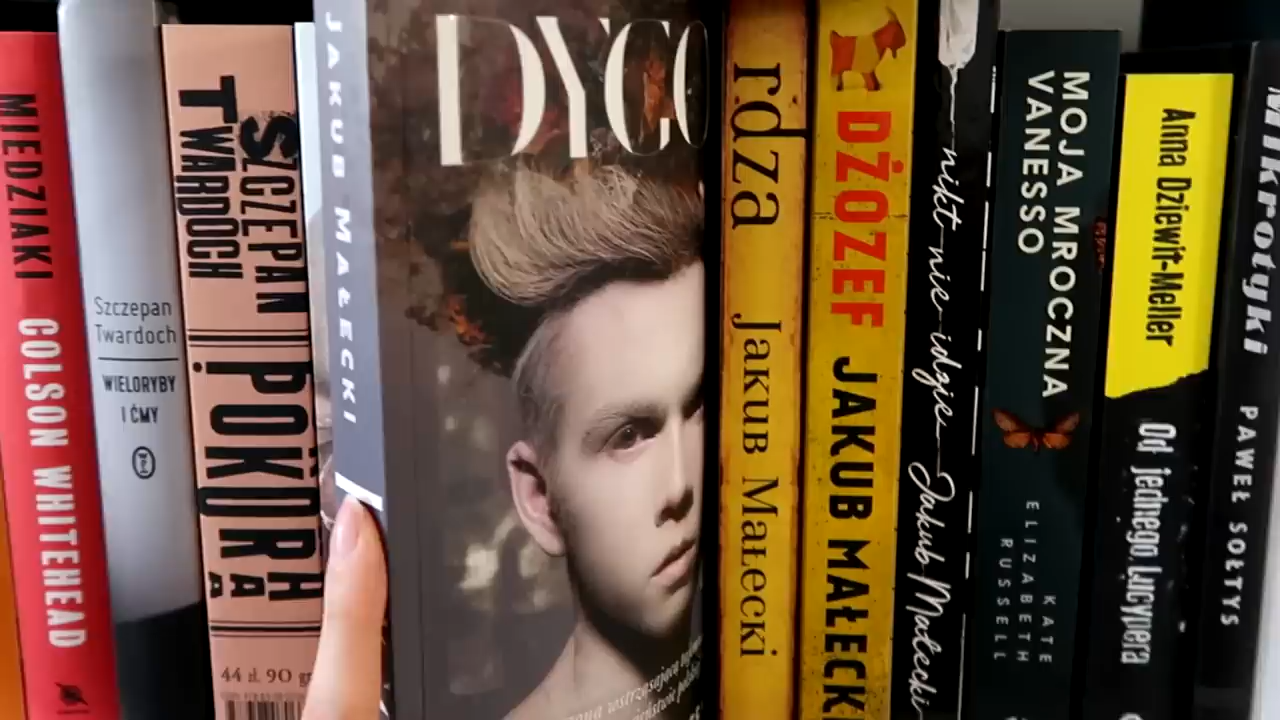 MIEDZIAKI COLSON WHITEHEAD
Szczepan
Twardoch
WIELORYBY
I ĆMY
SZCZEPAN
TWARDOCH
POKORA
44 zł 90 gr
JAKUB MAŁECKI
DYGO
wstrząsająca
rdza Jakub Małecki
DŻOZEF JAKUB MAŁECKI
nikt nie idzie Jakub Małecki
MOJA MROCZNA
VANESSO
KATE
ELIZABETH
RUSSELL
Anna Dziewit-Meller
Od jednego Lucypera
Mikrotyki PAWEŁ SOŁTYS